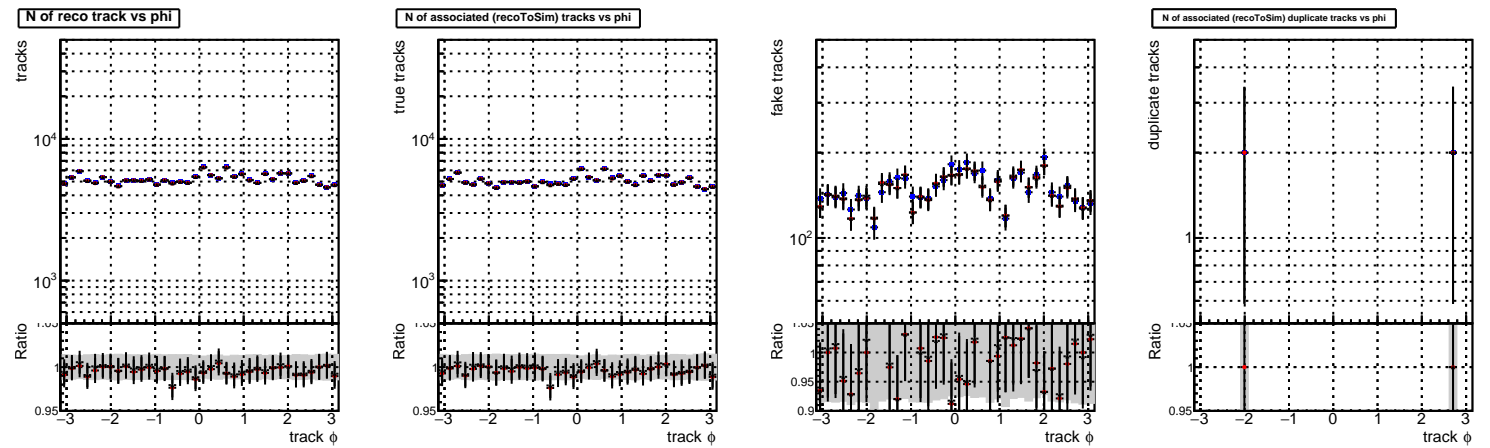 N of reco track vs phi
tracks
10^4
10^3
Ratio
1
0.95
−3 −2 −1 0 1 2 3
track ϕ
N of associated (recoToSim) tracks vs phi
true tracks
10^4
10^3
Ratio
1
0.95
−3 −2 −1 0 1 2 3
track ϕ
fake tracks
10^2
Ratio
1
0.95
0.9
−3 −2 −1 0 1 2 3
track ϕ
N of associated (recoToSim) duplicate tracks vs phi
duplicate tracks
1
Ratio
1
0.95
−3 −2 −1 0 1 2 3
track ϕ